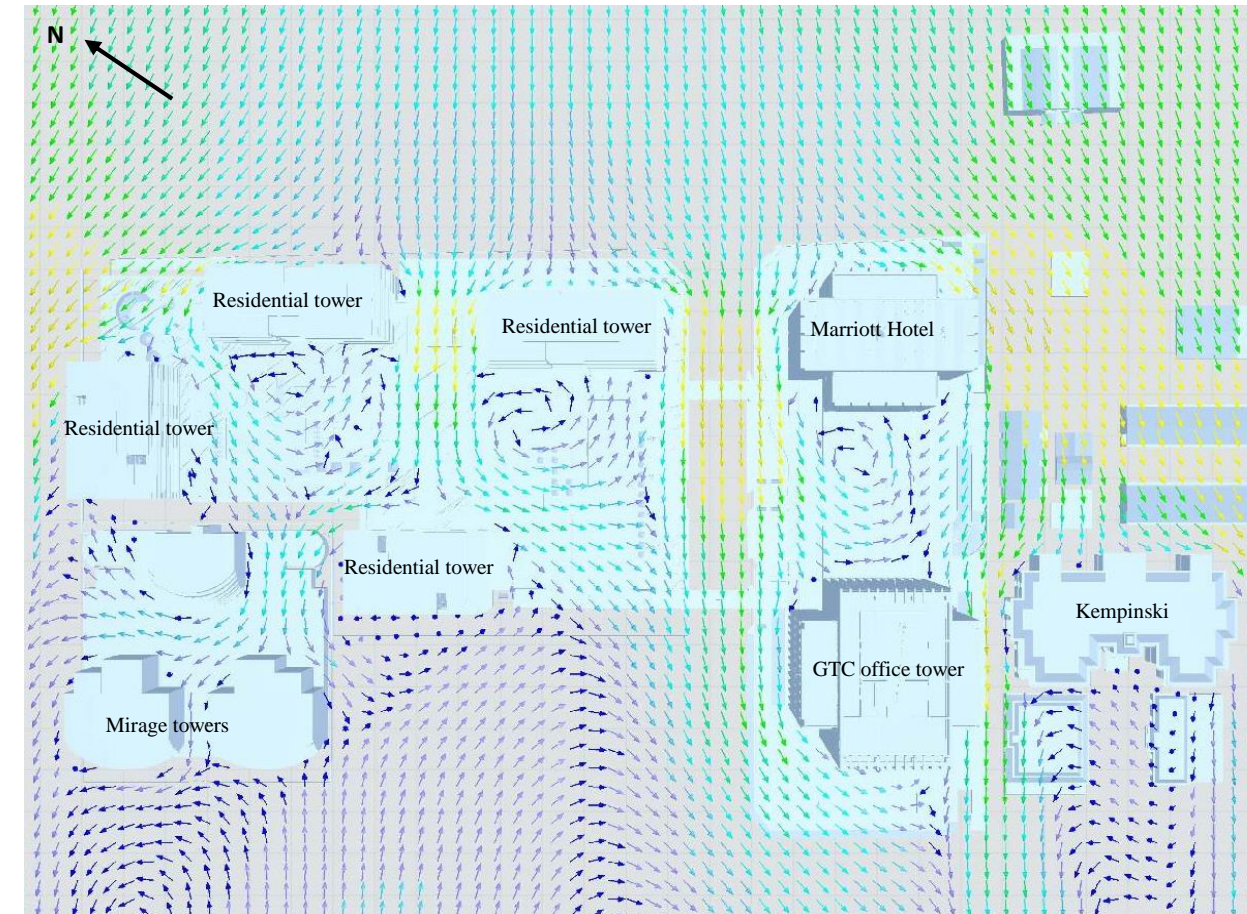 N
Residential tower
Residential tower
Marriott Hotel
Residential tower
Residential tower
Kempinski
GTC office tower
Mirage towers